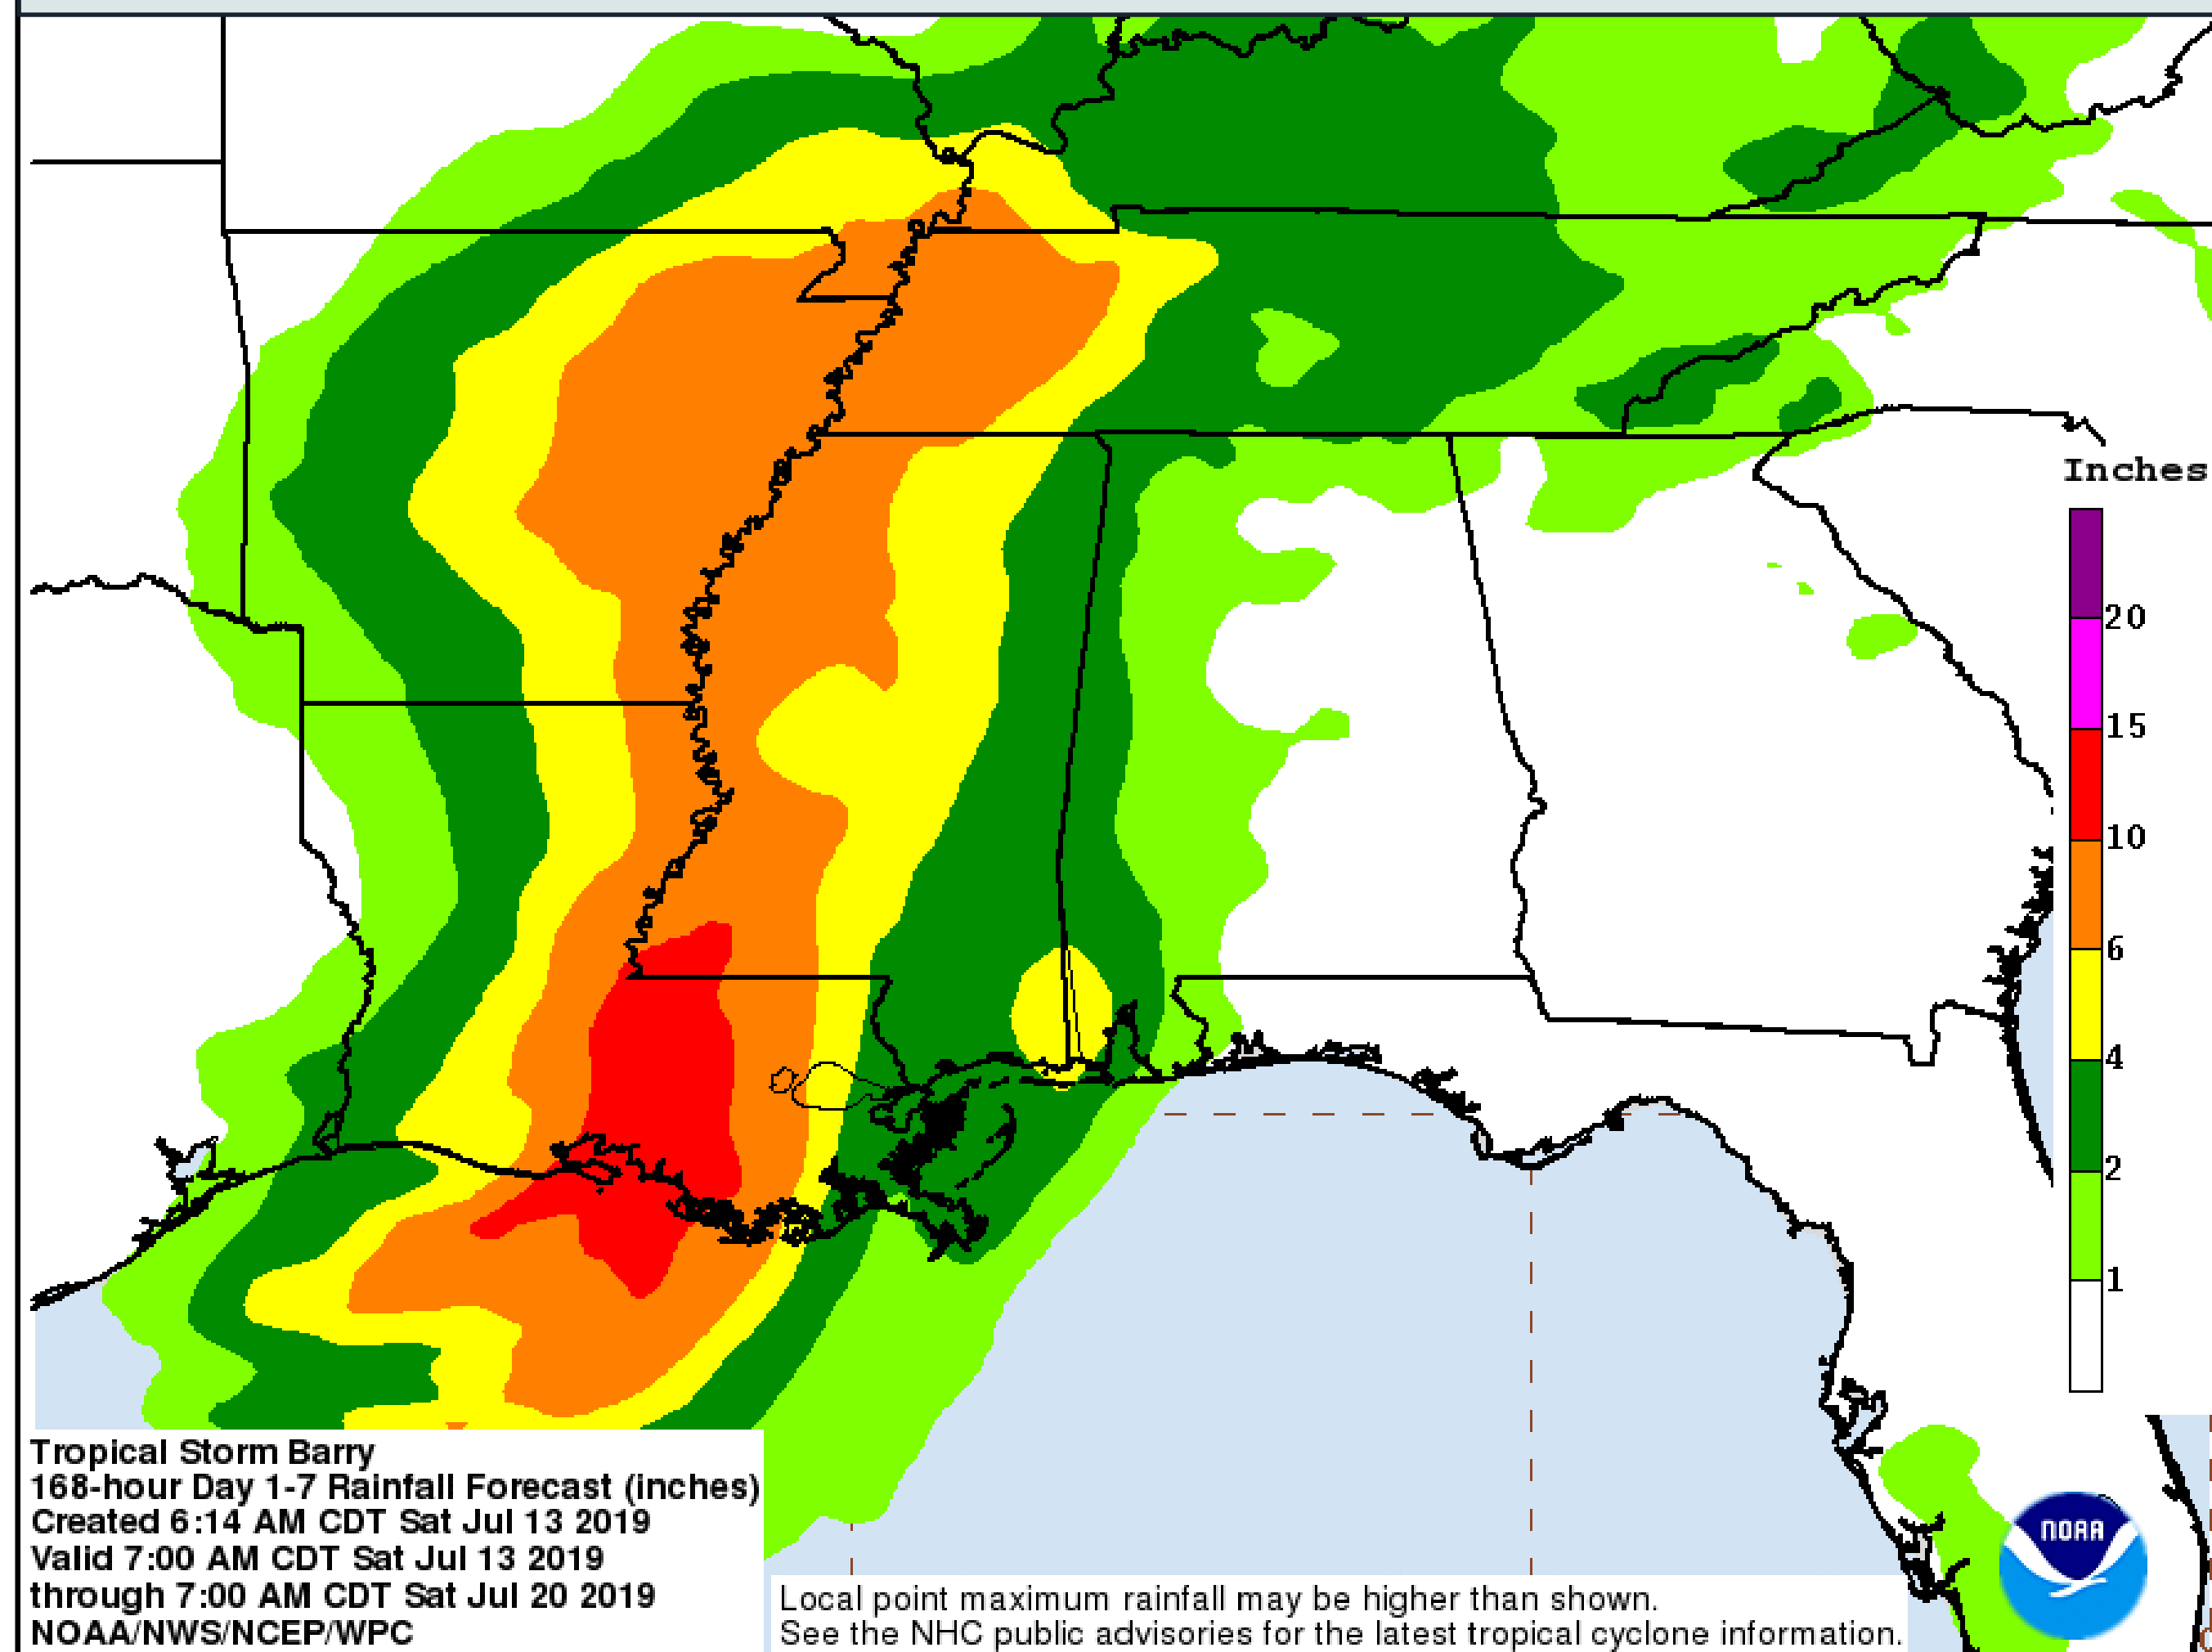 Inches
20
15
10
6
4
2
1
Tropical Storm Barry
168-hour Day 1-7 Rainfall Forecast (inches)
Created 6:14 AM CDT Sat Jul 13 2019
Valid 7:00 AM CDT Sat Jul 13 2019
through 7:00 AM CDT Sat Jul 20 2019
NOAA/NWS/NCEP/WPC
Local point maximum rainfall may be higher than shown.
See the NHC public advisories for the latest tropical cyclone information.
NOAA